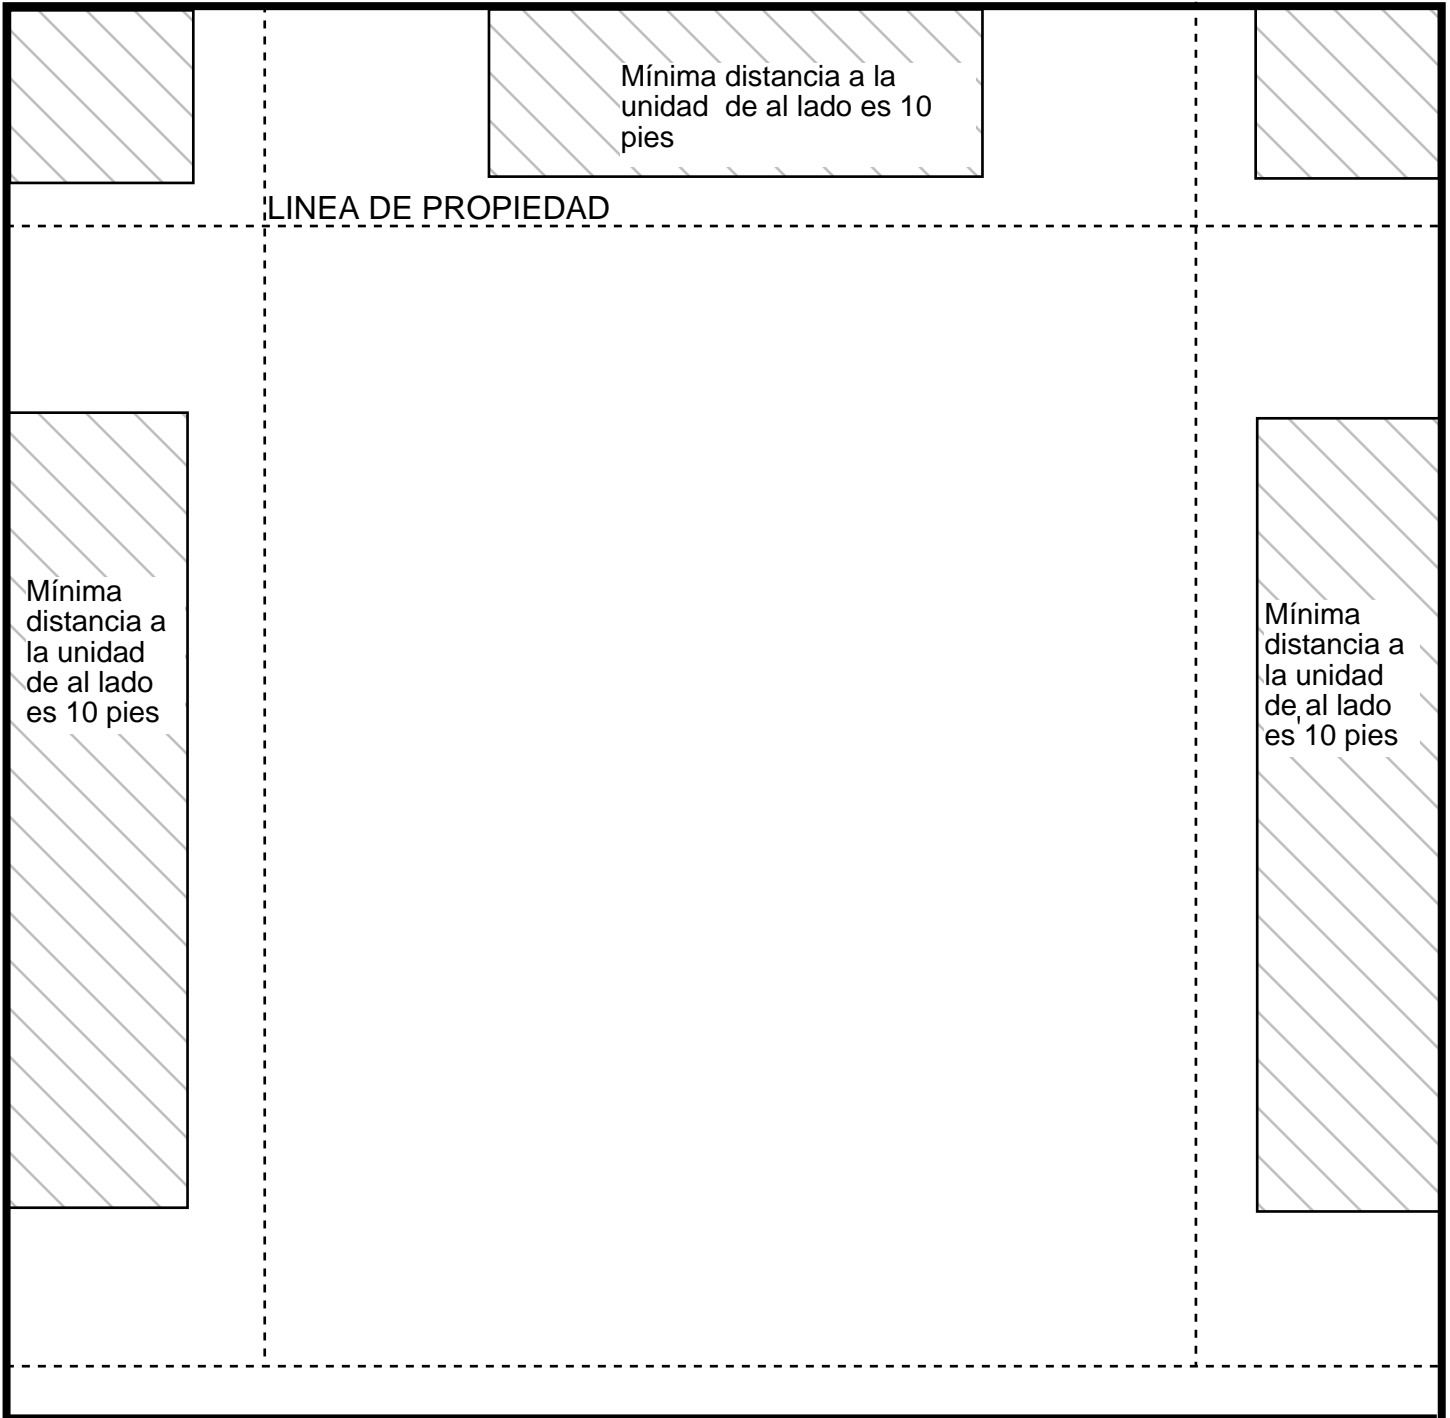 Mínima distancia a la
unidad  de al lado es 10
pies
LINEA DE PROPIEDAD
Mínima
distancia a
la unidad
de al lado
es 10 pies
Mínima
distancia a
la unidad
de al lado
es 10 pies